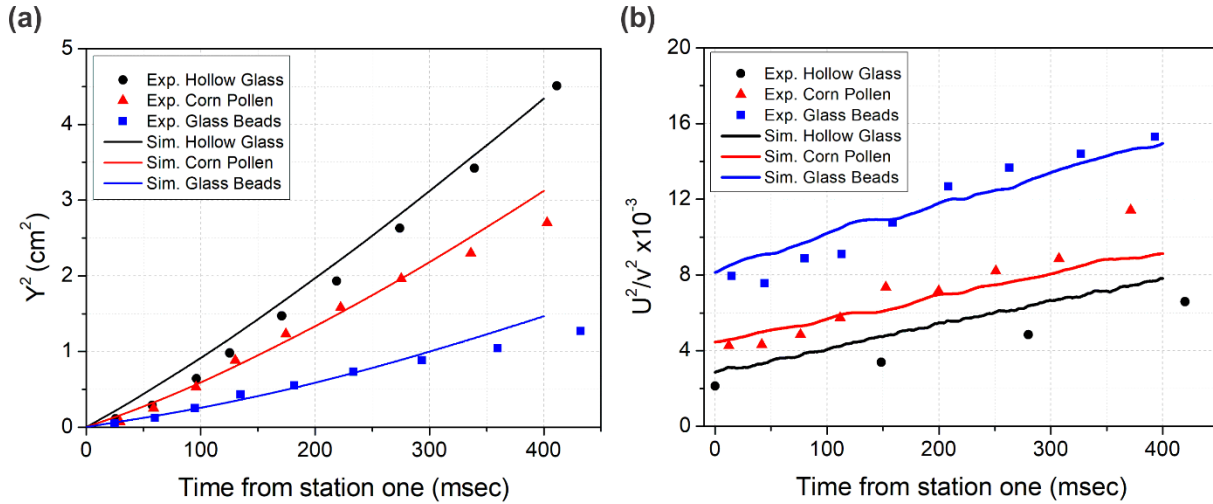 (a)
5
4
3
2
1
0
Y² (cm²)
Exp. Hollow Glass
Exp. Corn Pollen
Exp. Glass Beads
Sim. Hollow Glass
Sim. Corn Pollen
Sim. Glass Beads
0 100 200 300 400
Time from station one (msec)
(b)
20
16
12
8
4
0
U²/v² x10⁻³
Exp. Hollow Glass
Exp. Corn Pollen
Exp. Glass Beads
Sim. Hollow Glass
Sim. Corn Pollen
Sim. Glass Beads
0 100 200 300 400
Time from station one (msec)